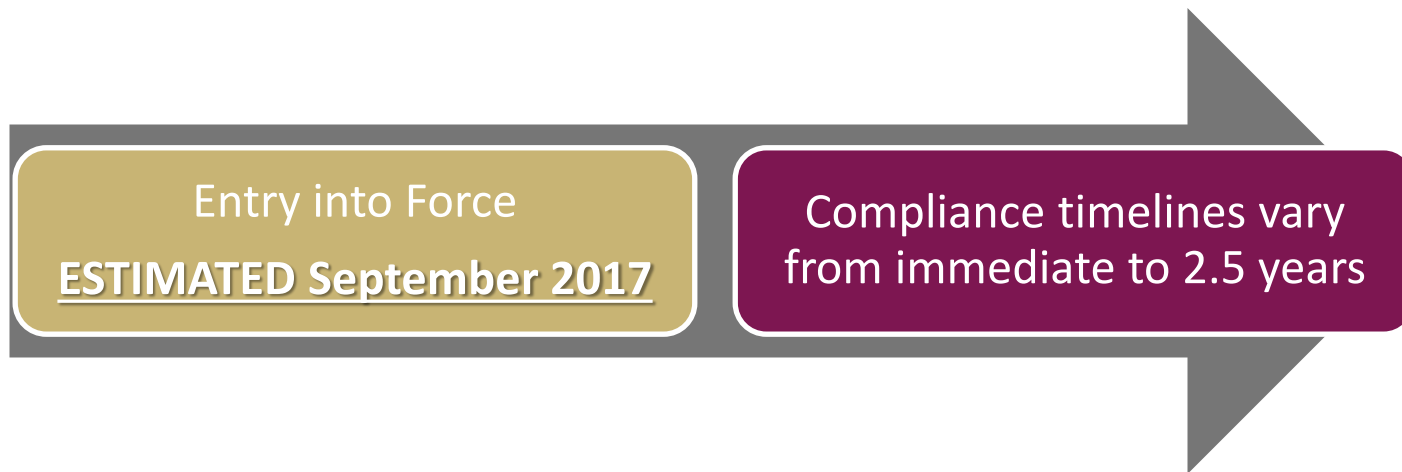 Entry into Force
ESTIMATED September 2017
Compliance timelines vary
from immediate to 2.5 years